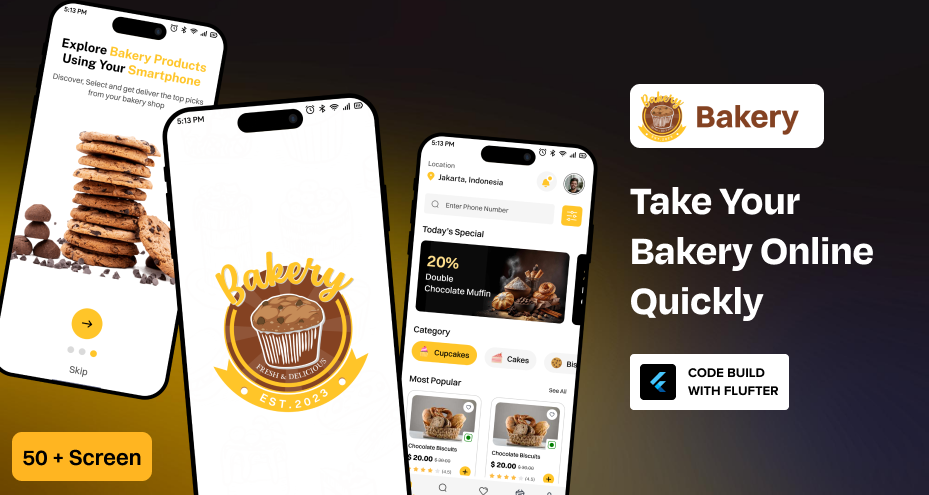 5:13 PM
Explore Bakery Products
Using Your Smartphone
Discover, Select and get deliver the top picks
from your bakery shop
Skip
50 + Screen
5:13 PM
Bakery
FRESH & DELICIOUS
EST.2023
5:13 PM
Location
Jakarta, Indonesia
Enter Phone Number
Today's Special
20%
Double
Chocolate Muffin
Category
Cupcakes
Cakes
Bis
Most Popular
See All
Chocolate Biscuits
$ 20.00 $ 30.00
(4.5)
Chocolate Biscuits
$ 20.00 $ 30.00
(4.5)
Bakery
Bakery
Take Your
Bakery Online
Quickly
CODE BUILD
WITH FLUFTER